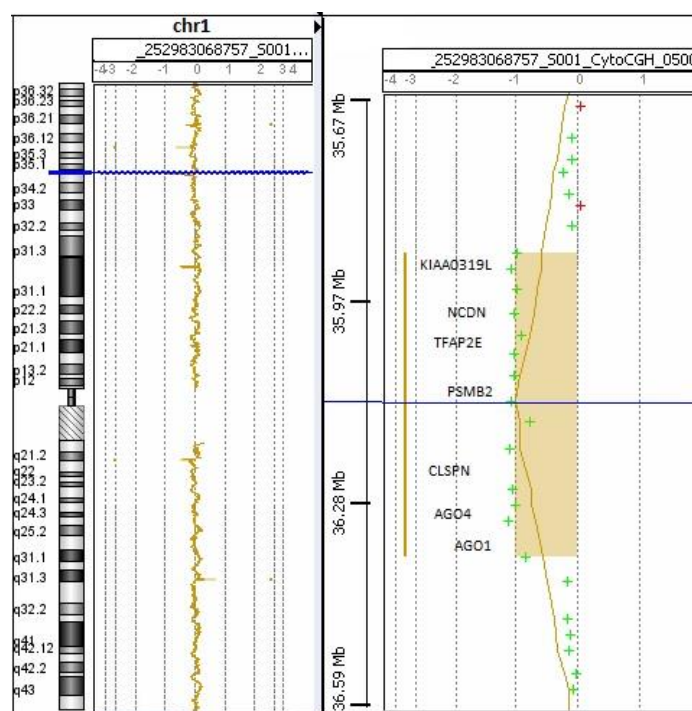 chr1
_252983068757_S001...
-4 -3 -2 -1 0 1 2 3 4
_252983068757_S001_CytoCGH_0500
-4 -3 -2 -1 0 1
p36.32
p36.23
p36.21
p36.12
p35.3
p35.1
p34.2
p33
p32.2
p31.3
p31.1
p22.2
p21.3
p21.1
p13.2
p12
q21.2
q22
q23.2
q24.1
q24.3
q25.2
q31.1
q31.3
q32.2
q41
q42.12
q42.2
q43
35.67 Mb
35.97 Mb
36.28 Mb
36.59 Mb
KIAA0319L
NCDN
TFAP2E
PSMB2
CLSPN
AGO4
AGO1